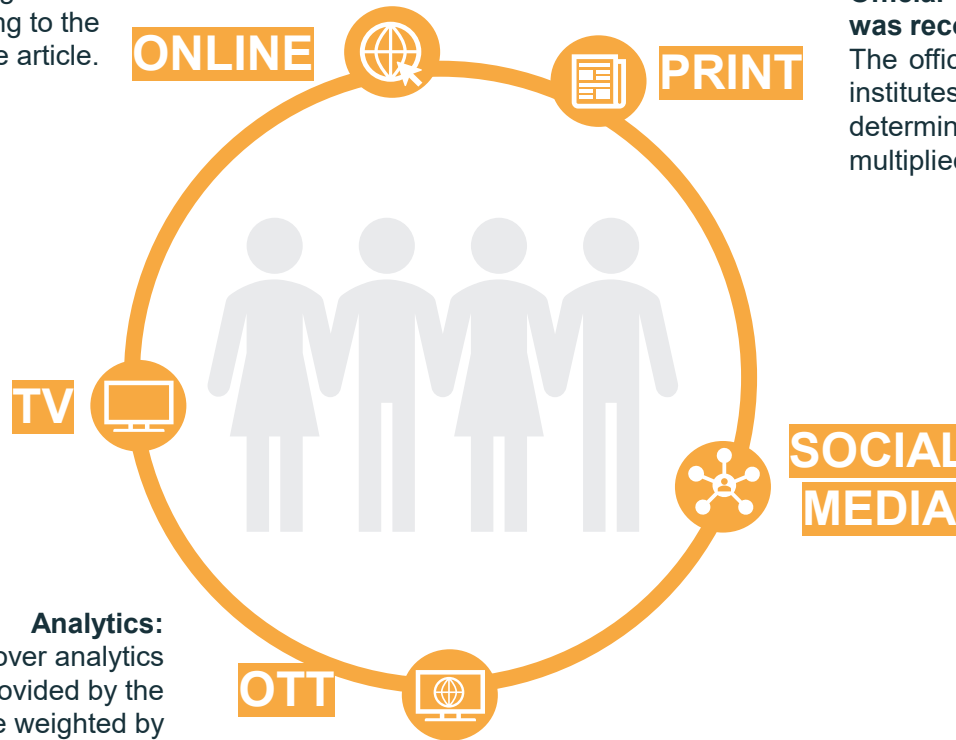 ng to the
e article.
ONLINE
PRINT
was rece
The offic
institutes
determin
multiplied
TV
SOCIAL
MEDIA
Analytics:
over analytics
ovided by the
e weighted by
OTT